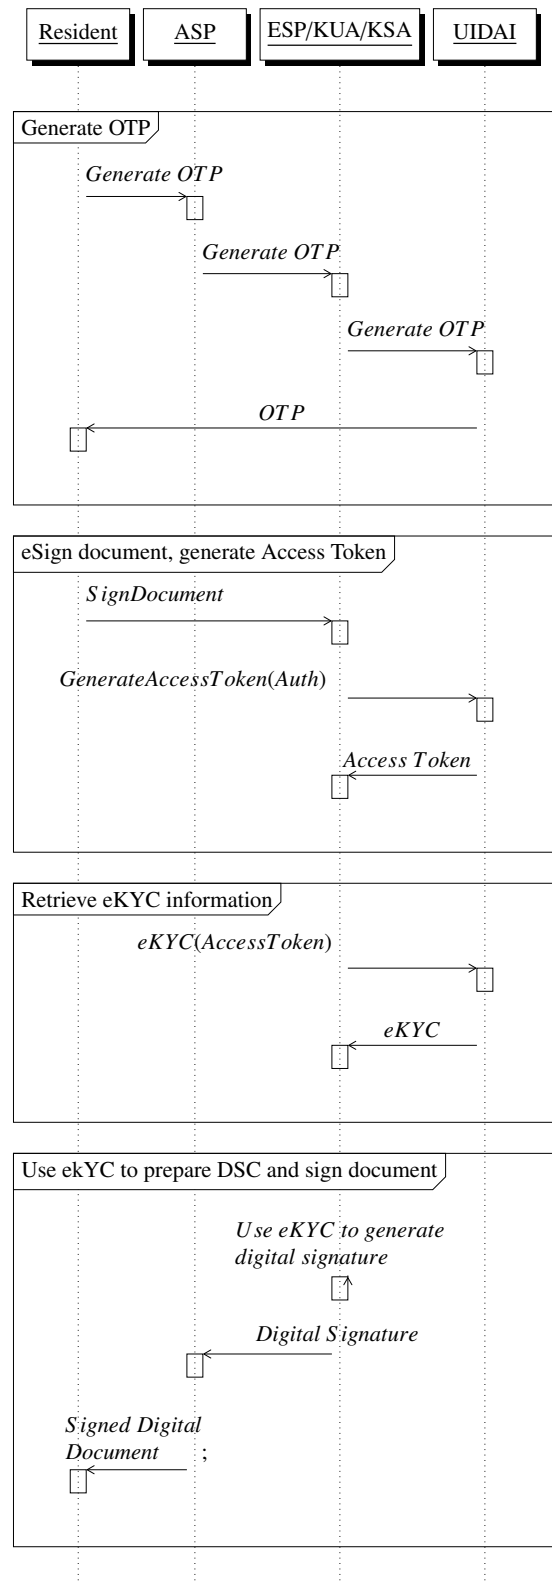 Resident ASP ESP/KUA/KSA UIDAI
Generate OTP
Generate OTP
Generate OTP
Generate OTP
OTP
eSign document, generate Access Token
SignDocument
GenerateAccessToken(Auth)
Access Token
Retrieve eKYC information
eKYC(AccessToken)
eKYC
Use ekYC to prepare DSC and sign document
Use eKYC to generate
digital signature
Digital Signature
Signed Digital
Document ;